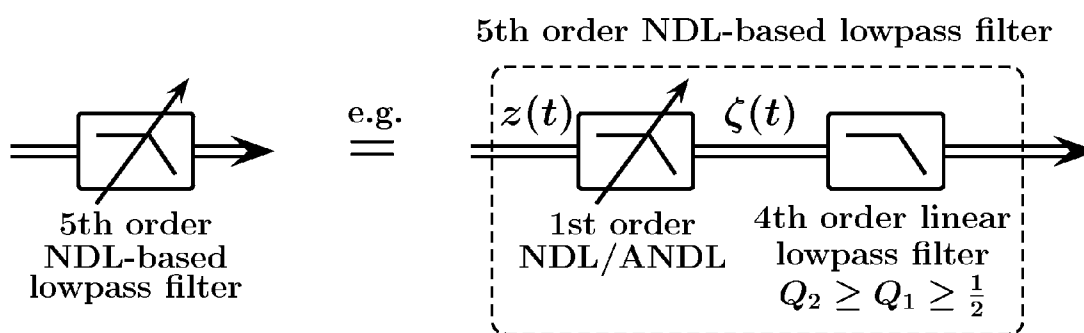 5th order NDL-based lowpass filter
e.g.
z(t)
ζ(t)
5th order
NDL-based
lowpass filter
1st order
NDL/ANDL
4th order linear
lowpass filter
Q₂ ≥ Q₁ ≥ ½